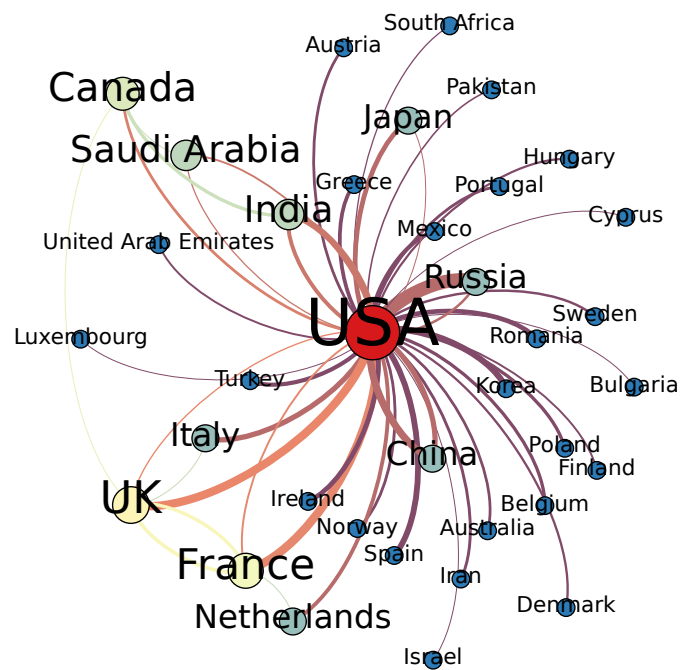 South Africa
Austria
Canada
Pakistan
Japan
Saudi Arabia
Hungary
Greece
Portugal
India
Cyprus
Mexico
United Arab Emirates
Russia
USA
Sweden
Luxembourg
Romania
Turkey
Korea
Bulgaria
Italy
China
Poland
Finland
UK
Ireland
Belgium
Norway
Australia
Spain
France
Iran
Denmark
Netherlands
Israel